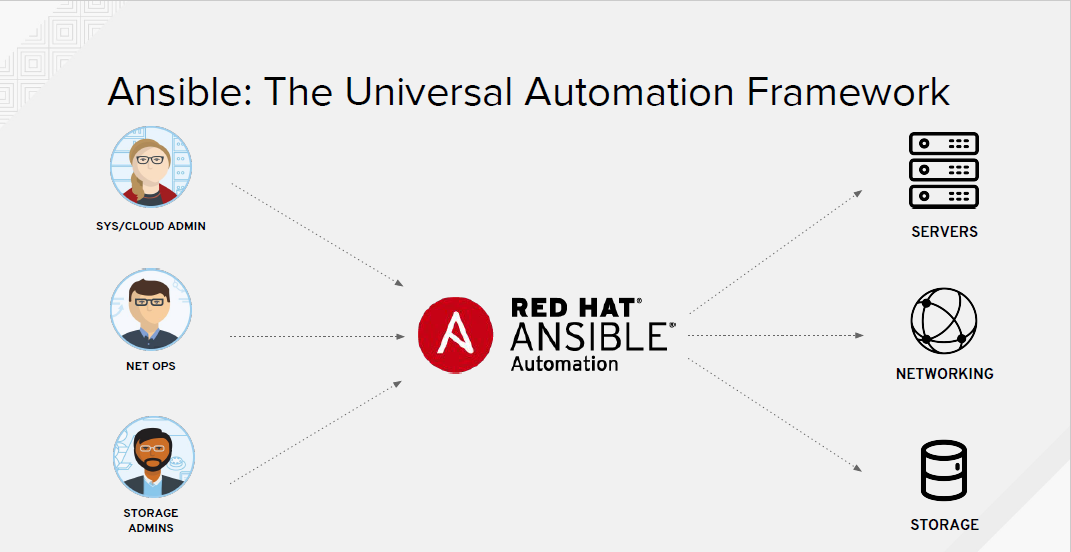 Ansible: The Universal Automation Framework
SYS/CLOUD ADMIN
NET OPS
STORAGE
ADMINS
RED HAT®
ANSIBLE®
Automation
SERVERS
NETWORKING
STORAGE